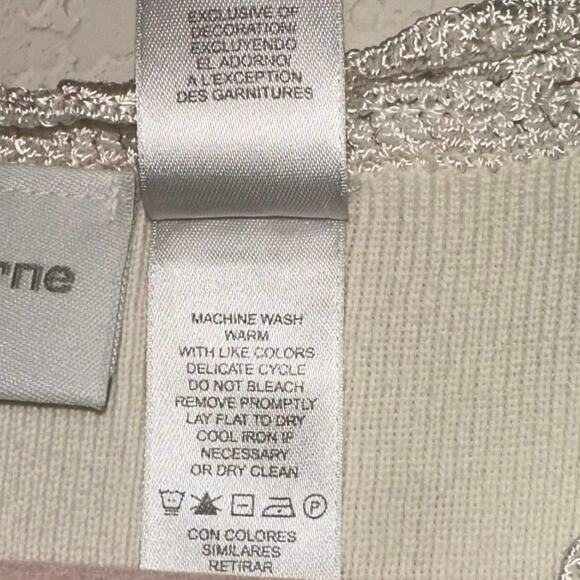 EXCLUSIVE OF
DECORATION/
EXCLUYENDO
EL ADORNO/
A L'EXCEPTION
DES GARNITURES
rne
MACHINE WASH
WARM
WITH LIKE COLORS
DELICATE CYCLE
DO NOT BLEACH
REMOVE PROMPTLY
LAY FLAT TO DRY
COOL IRON IF
NECESSARY
OR DRY CLEAN
P
CON COLORES
SIMILARES
RETIRAR